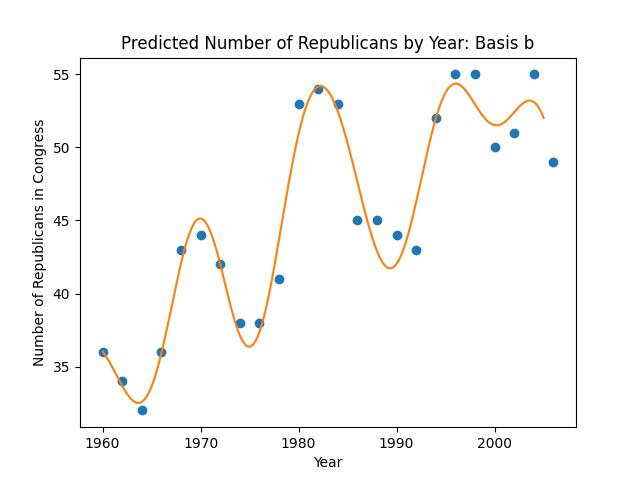 Predicted Number of Republicans by Year: Basis b
55
50
45
40
35
Number of Republicans in Congress
1960 1970 1980 1990 2000
Year